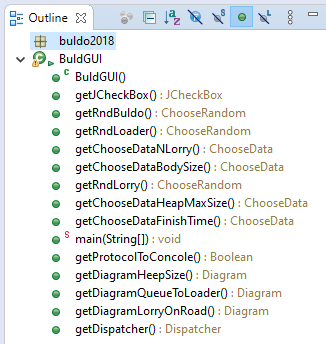 Outline
buldo2018
BuldGUI
BuldGUI()
getJCheckBox() : JCheckBox
getRndBuldo() : ChooseRandom
getRndLoader() : ChooseRandom
getChooseDataNLorry() : ChooseData
getChooseDataBodySize() : ChooseData
getRndLorry() : ChooseRandom
getChooseDataHeapMaxSize() : ChooseData
getChooseDataFinishTime() : ChooseData
main(String[]) : void
getProtocolToConcole() : Boolean
getDiagramHeepSize() : Diagram
getDiagramQueueToLoader() : Diagram
getDiagramLorryOnRoad() : Diagram
getDispatcher() : Dispatcher